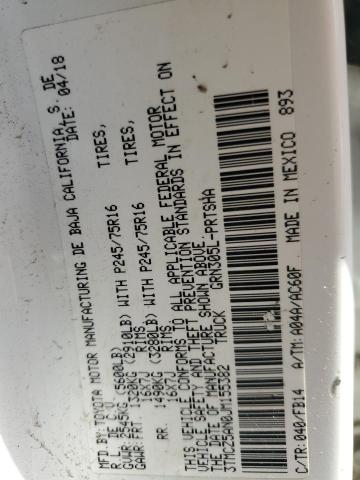 MFD.BY:TOYOTA MOTOR MANUFACTURING DE BAJA CALIFORNIA, S. DE
R. L. DE C. V. DATE: 04/18
GVWR: 2545KG (5600LB)
GAWR: FRT. 1320KG (2910LB) WITH P245/75R16 TIRES,
16X7J RIMS
RR. 1490KG (3280LB) WITH P245/75R16 TIRES,
16X7J RIMS
THIS VEHICLE CONFORMS TO ALL APPLICABLE FEDERAL MOTOR
VEHICLE SAFETY AND THEFT PREVENTION STANDARDS IN EFFECT ON
THE DATE OF MANUFACTURE SHOWN ABOVE.
TRUCK GRN305L-PRTSHA
C/TR: 040/FB14 A/TM: A04A/AC60F MADE IN MEXICO 893